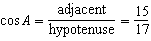 cos A = adjacent/hypotenuse = 15/17